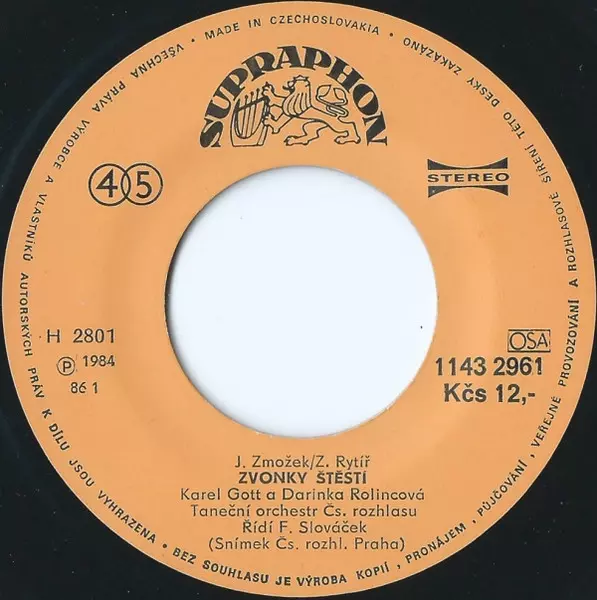 • MADE IN CZECHOSLOVAKIA •
VŠECHNA PRÁVA VÝROBCE A VLASTNÍKŮ AUTORSKÝCH PRÁV K DÍLU JSOU VYHRAZENA • BEZ SOUHLASU JE VÝROBA KOPIÍ, PRONÁJEM, PŮJČOVÁNÍ, VEŘEJNÉ PROVOZOVÁNÍ A ROZHLASOVÉ ŠÍŘENÍ TÉTO DESKY ZAKÁZÁNO
SUPRAPHON
45
STEREO
H 2801
Ⓟ 1984
86 1
OSA
1143 2961
Kčs 12,-
J. Zmožek/Z. Rytíř
ZVONKY ŠTĚSTÍ
Karel Gott a Darinka Rolincová
Taneční orchestr Čs. rozhlasu
Řídí F. Slováček
(Snímek Čs. rozhl. Praha)